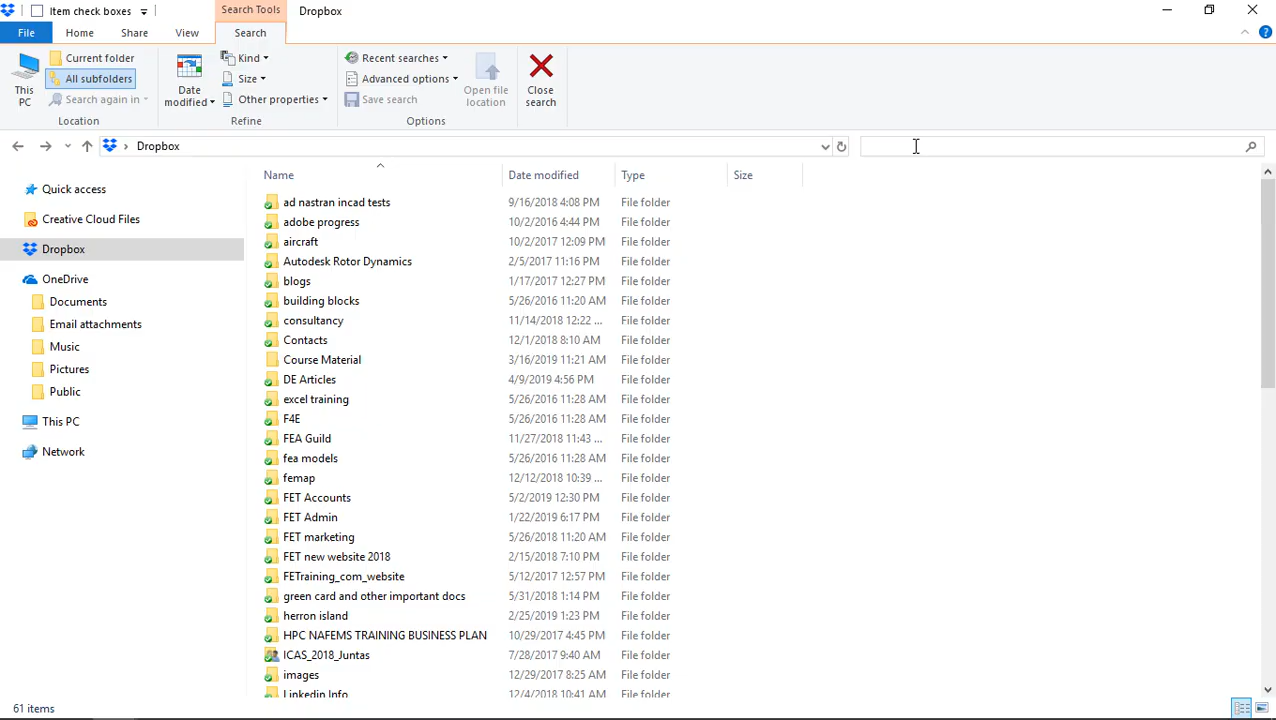 Item check boxes
Search Tools
Dropbox
File
Home
Share
View
Search
This PC
Current folder
All subfolders
Search again in
Location
Date modified
Kind
Size
Other properties
Refine
Recent searches
Advanced options
Save search
Open file location
Options
Close search
Dropbox
Quick access
Creative Cloud Files
Dropbox
OneDrive
Documents
Email attachments
Music
Pictures
Public
This PC
Network
Name Date modified Type Size
ad nastran incad tests 9/16/2018 4:08 PM File folder
adobe progress 10/2/2016 4:44 PM File folder
aircraft 10/2/2017 12:09 PM File folder
Autodesk Rotor Dynamics 2/5/2017 11:16 PM File folder
blogs 1/17/2017 12:27 PM File folder
building blocks 5/26/2016 11:20 AM File folder
consultancy 11/14/2018 12:22 ... File folder
Contacts 12/1/2018 8:10 AM File folder
Course Material 3/16/2019 11:21 AM File folder
DE Articles 4/9/2019 4:56 PM File folder
excel training 5/26/2016 11:28 AM File folder
F4E 5/26/2016 11:28 AM File folder
FEA Guild 11/27/2018 11:43 ... File folder
fea models 5/26/2016 11:28 AM File folder
femap 12/12/2018 10:39 ... File folder
FET Accounts 5/2/2019 12:30 PM File folder
FET Admin 1/22/2019 6:17 PM File folder
FET marketing 5/26/2018 11:20 AM File folder
FET new website 2018 2/15/2018 7:10 PM File folder
FETraining_com_website 5/12/2017 12:57 PM File folder
green card and other important docs 5/31/2018 1:14 PM File folder
herron island 2/25/2019 1:23 PM File folder
HPC NAFEMS TRAINING BUSINESS PLAN 10/29/2017 4:45 PM File folder
ICAS_2018_Juntas 7/28/2017 9:40 AM File folder
images 12/29/2017 8:25 AM File folder
Linkedin Info 12/4/2018 10:41 AM File folder
61 items